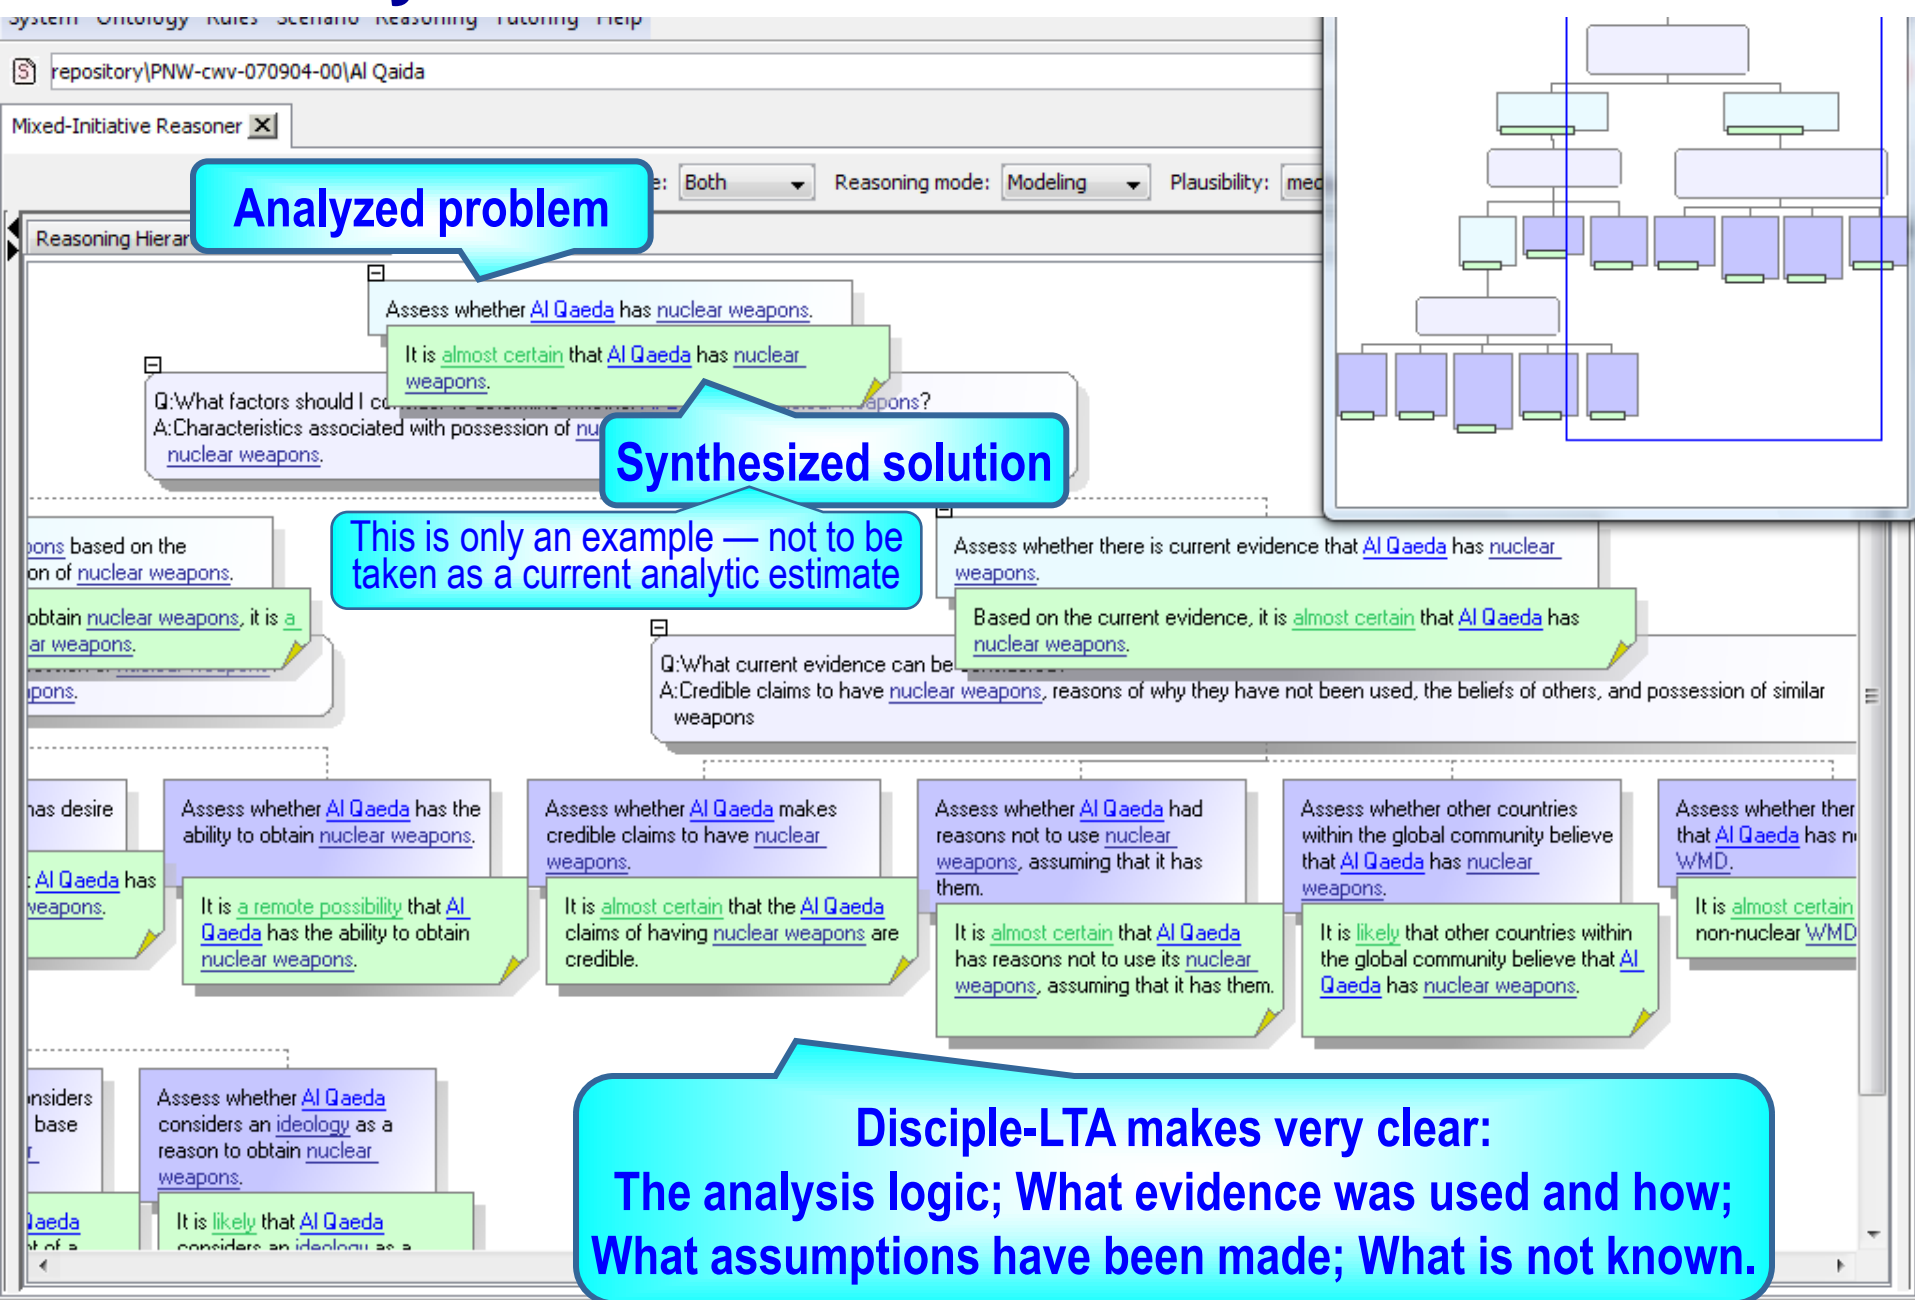 System Ontology Rules Scenario Reasoning Tutoring Help
repository\PNW-cwv-070904-00\Al Qaida
Mixed-Initiative Reasoner
Both Reasoning mode: Modeling Plausibility:
Analyzed problem
Reasoning
Assess whether Al Qaeda has nuclear weapons.
It is almost certain that Al Qaeda has nuclear
weapons.
Q:What factors should I
A:Characteristics associated with possession of
nuclear weapons.
Synthesized solution
This is only an example — not to be
taken as a current analytic estimate
based on the
of nuclear weapons.
obtain nuclear weapons, it is a
weapons.
Assess whether there is current evidence that Al Qaeda has nuclear
weapons.
Based on the current evidence, it is almost certain that Al Qaeda has
nuclear weapons.
Q:What current evidence can be
A:Credible claims to have nuclear weapons, reasons of why they have not been used, the beliefs of others, and possession of similar
weapons
has desire
Al Qaeda has
weapons.
Assess whether Al Qaeda has the
ability to obtain nuclear weapons.
It is a remote possibility that Al
Qaeda has the ability to obtain
nuclear weapons.
Assess whether Al Qaeda makes
credible claims to have nuclear
weapons.
It is almost certain that the Al Qaeda
claims of having nuclear weapons are
credible.
Assess whether Al Qaeda had
reasons not to use nuclear
weapons, assuming that it has
them.
It is almost certain that Al Qaeda
has reasons not to use its nuclear
weapons, assuming that it has them.
Assess whether other countries
within the global community believe
that Al Qaeda has nuclear
weapons.
It is likely that other countries within
the global community believe that Al
Qaeda has nuclear weapons.
Assess whether
that Al Qaeda has
WMD.
It is almost certain
non-nuclear WMD
base
Assess whether Al Qaeda
considers an ideology as a
reason to obtain nuclear
weapons.
It is likely that Al Qaeda
considers an ideology as a
Disciple-LTA makes very clear:
The analysis logic; What evidence was used and how;
What assumptions have been made; What is not known.